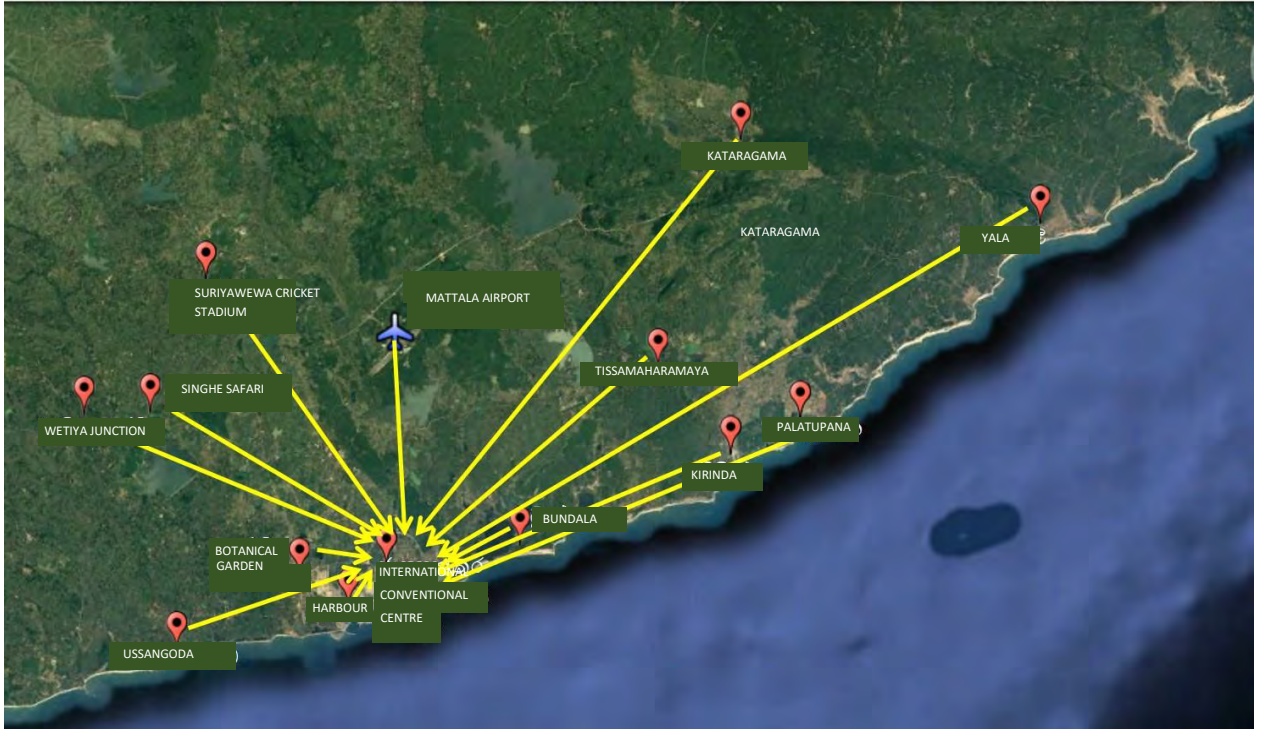 KATARAGAMA
KATARAGAMA
YALA
SURIYAWEWA CRICKET
STADIUM
MATTALA AIRPORT
TISSAMAHARAMAYA
SINGHE SAFARI
WETIYA JUNCTION
PALATUPANA
KIRINDA
BUNDALA
BOTANICAL
GARDEN
INTERNATIONAL
CONVENTIONAL
CENTRE
HARBOUR
USSANGODA